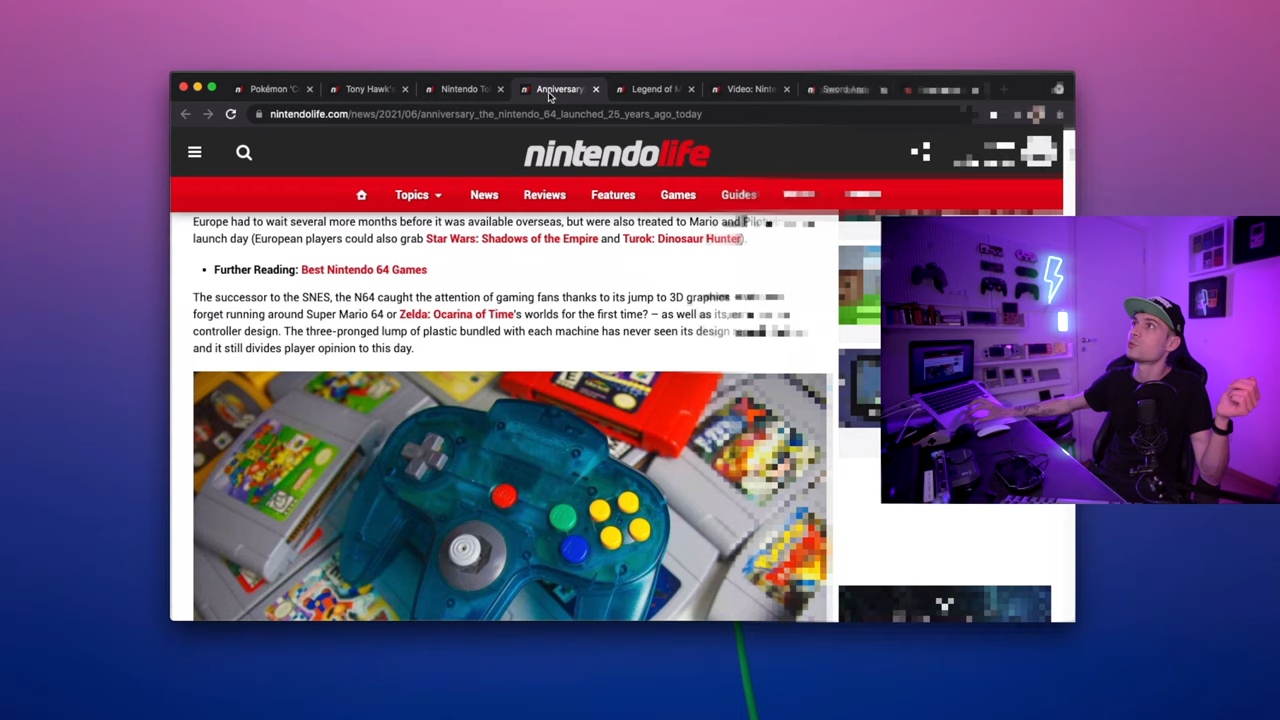 Pokémon 'C
Tony Hawk's
Nintendo To
Anniversary
Legend of M
Video: Ninte
Sword An
nintendolife.com/news/2021/06/anniversary_the_nintendo_64_launched_25_years_ago_today
nintendolife
Topics News Reviews Features Games Guides
Europe had to wait several more months before it was available overseas, but were also treated to Mario and
launch day (European players could also grab Star Wars: Shadows of the Empire and Turok: Dinosaur Hunter).
• Further Reading: Best Nintendo 64 Games
The successor to the SNES, the N64 caught the attention of gaming fans thanks to its jump to 3D graphics
forget running around Super Mario 64 or Zelda: Ocarina of Time's worlds for the first time? – as well as its
controller design. The three-pronged lump of plastic bundled with each machine has never seen its design
and it still divides player opinion to this day.